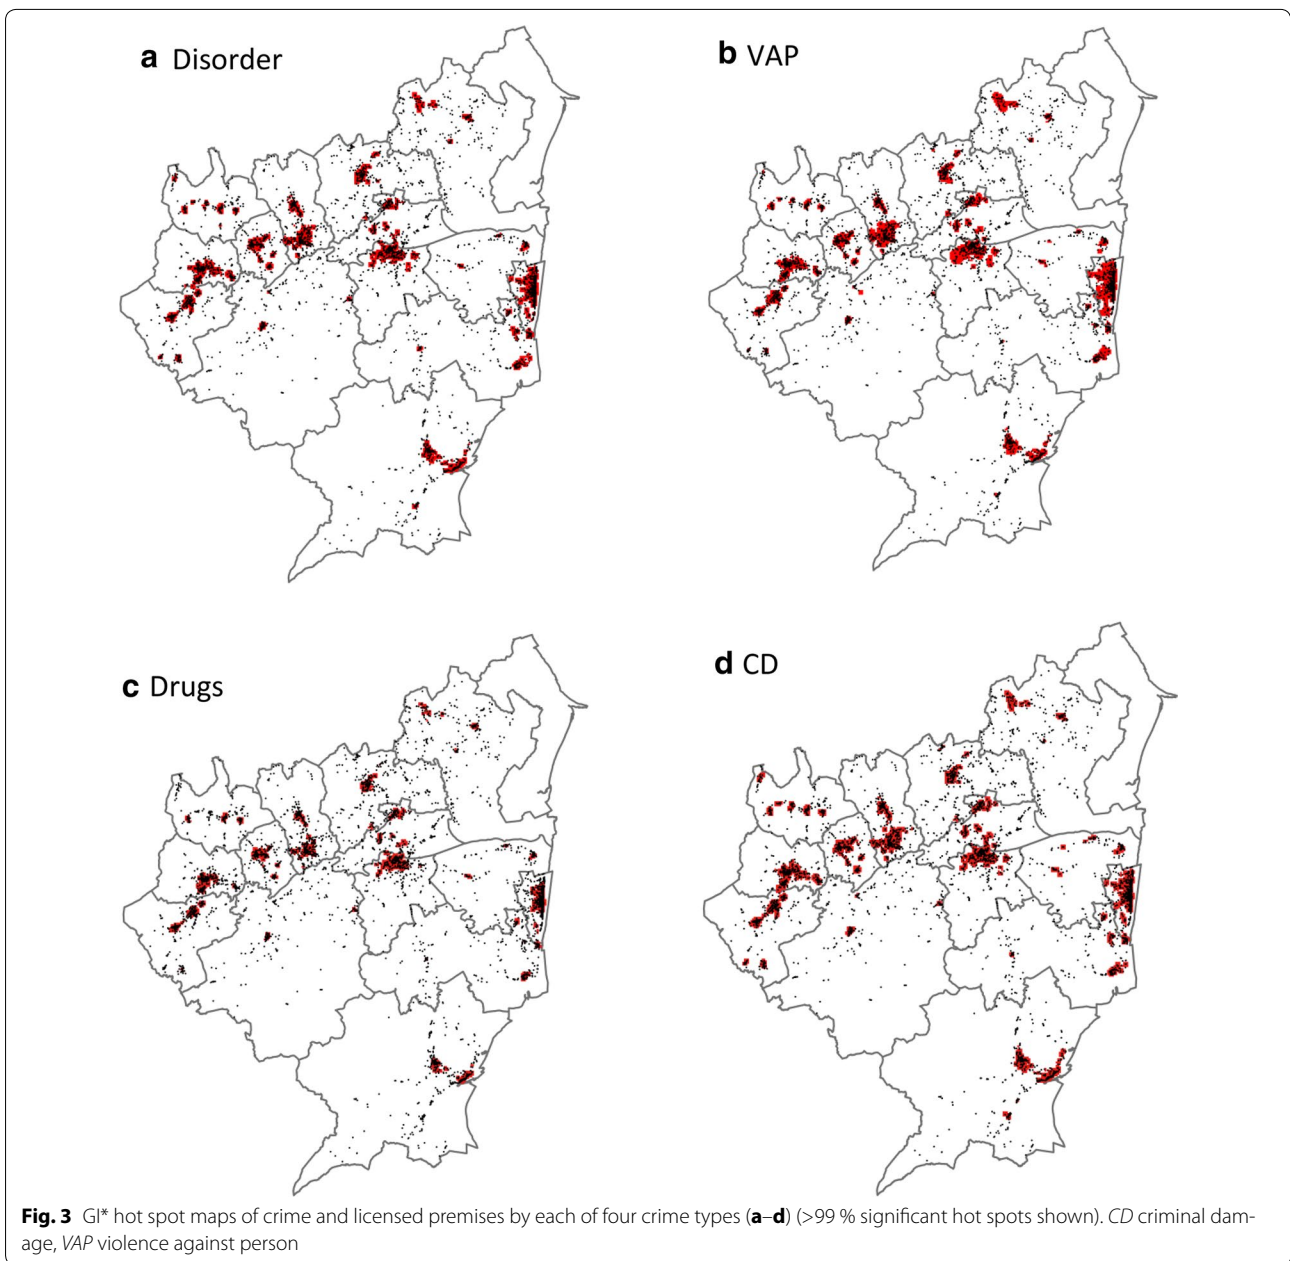 a Disorder
b VAP
c Drugs
d CD
Fig. 3 GI* hot spot maps of crime and licensed premises by each of four crime types (a–d) (>99 % significant hot spots shown). CD criminal dam-
age, VAP violence against person